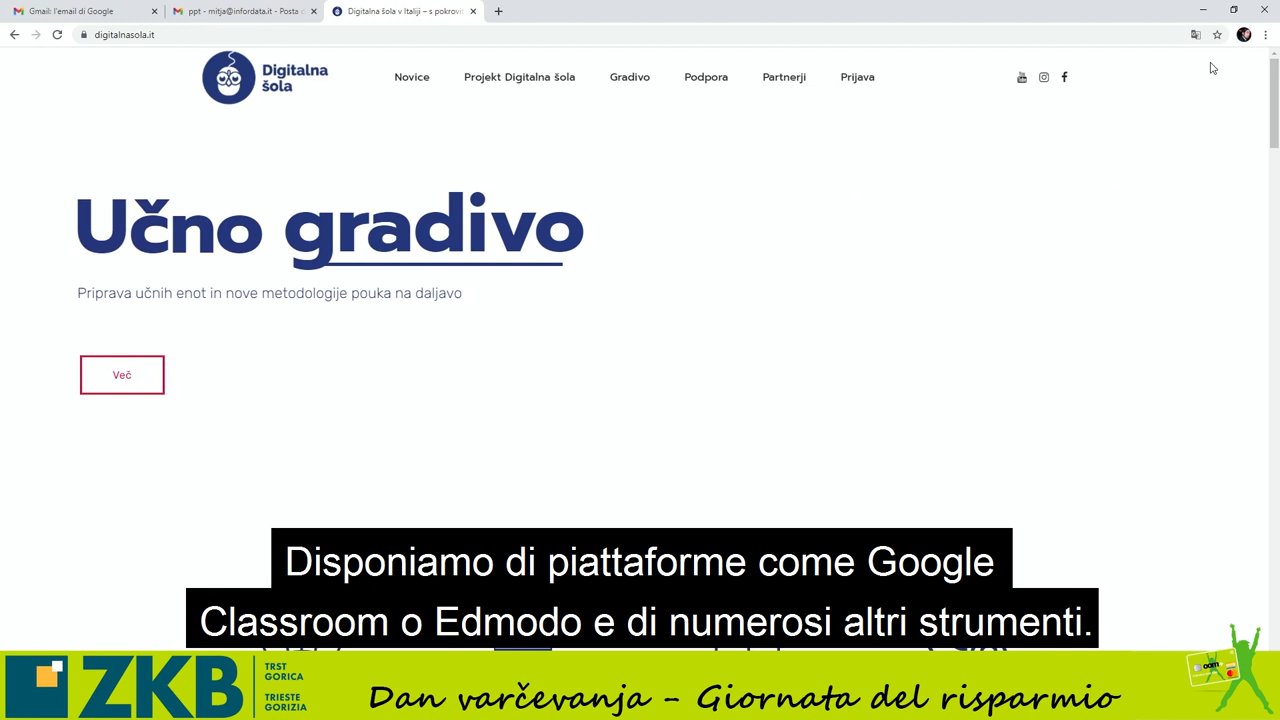 Gmail: l'email di Google
ppt - mitja@infordata.it - Posta d
Digitalna šola v Italiji – s pokrovit
digitalnasola.it
Digitalna
šola
Novice
Projekt Digitalna šola
Gradivo
Podpora
Partnerji
Prijava
Učno gradivo
Priprava učnih enot in nove metodologije pouka na daljavo
Več
Disponiamo di piattaforme come Google
Classroom o Edmodo e di numerosi altri strumenti.
ZKB
TRST
GORICA
TRIESTE
GORIZIA
Dan varčevanja - Giornata del risparmio